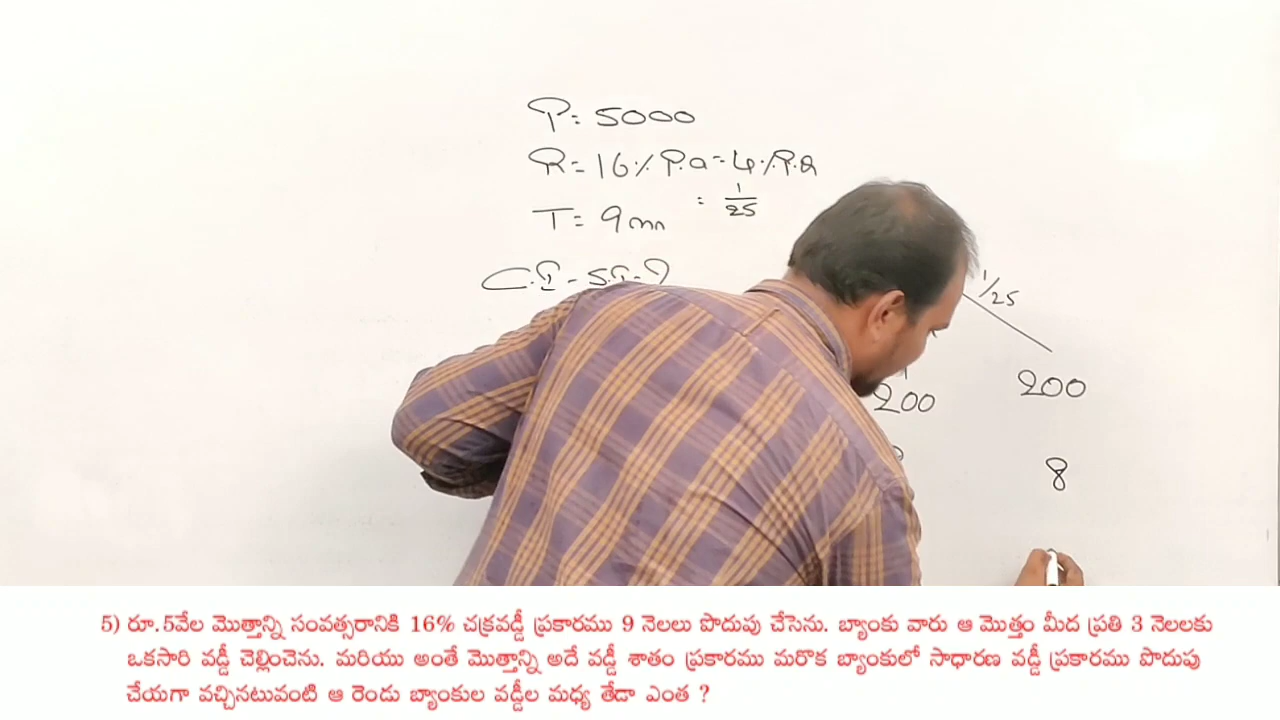 P= 5000
R= 16% P.a = 4% P.Q
= 1/25
T= 9 m
C.I - S.I = ?
1/25
200
200
8
5) రూ.5వేల మొత్తాన్ని సంవత్సరానికి 16% చక్రవడ్డీ ప్రకారము 9 నెలలు పొదుపు చేసెను. బ్యాంకు వారు ఆ మొత్తం మీద ప్రతి 3 నెలలకు
ఒకసారి వడ్డీ చెల్లించెను. మరియు అంతే మొత్తాన్ని అదే వడ్డీ శాతం ప్రకారము మరొక బ్యాంకులో సాధారణ వడ్డీ ప్రకారము పొదుపు
చేయగా వచ్చినటువంటి ఆ రెండు బ్యాంకుల వడ్డీల మధ్య తేడా ఎంత ?